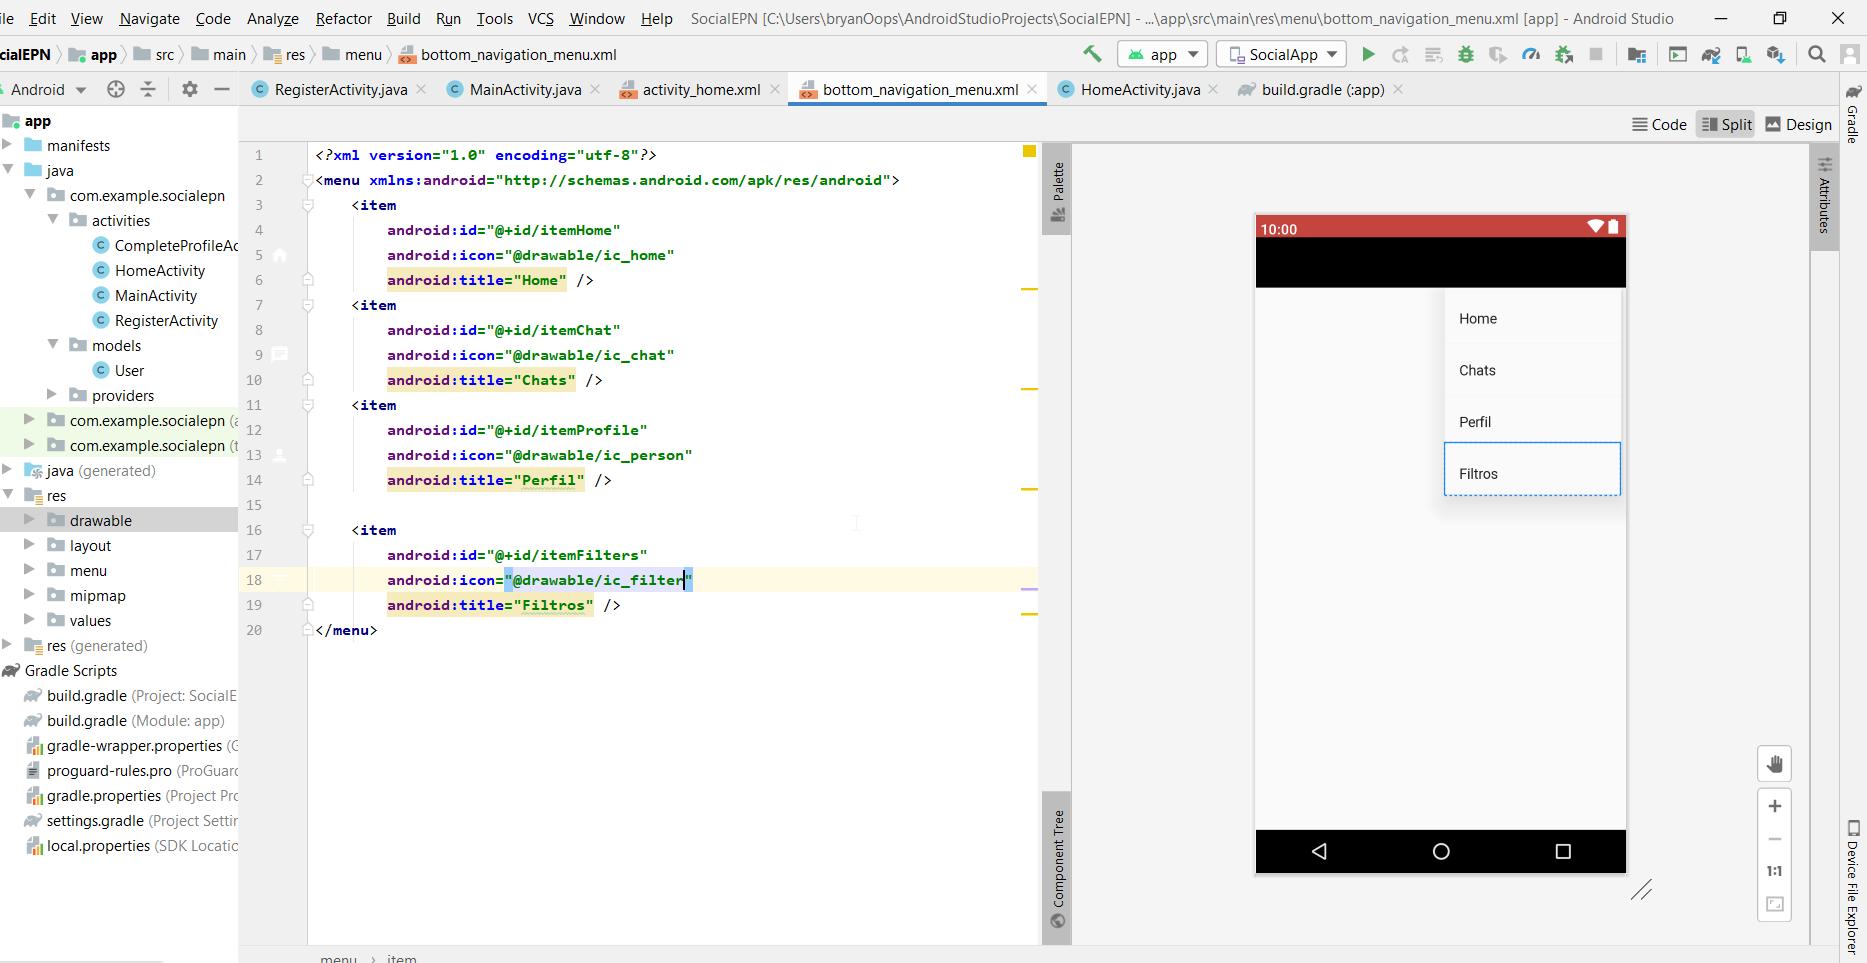 ile Edit View Navigate Code Analyze Refactor Build Run Tools VCS Window Help SocialEPN [C:\Users\bryanOops\AndroidStudioProjects\SocialEPN] - ...\app\src\main\res\menu\bottom_navigation_menu.xml [app] - Android Studio
cialEPN app src main res menu bottom_navigation_menu.xml app SocialApp
Android RegisterActivity.java MainActivity.java activity_home.xml bottom_navigation_menu.xml HomeActivity.java build.gradle (:app)
Code Split Design
app
manifests
java
com.example.socialepn
activities
CompleteProfileAc
HomeActivity
MainActivity
RegisterActivity
models
User
providers
com.example.socialepn (a
com.example.socialepn (t
java (generated)
res
drawable
layout
menu
mipmap
values
res (generated)
Gradle Scripts
build.gradle (Project: SocialE
build.gradle (Module: app)
gradle-wrapper.properties (G
proguard-rules.pro (ProGuard
gradle.properties (Project Pro
settings.gradle (Project Settin
local.properties (SDK Locatio
1 <?xml version="1.0" encoding="utf-8"?>
2 <menu xmlns:android="http://schemas.android.com/apk/res/android">
3 <item
4 android:id="@+id/itemHome"
5 android:icon="@drawable/ic_home"
6 android:title="Home" />
7 <item
8 android:id="@+id/itemChat"
9 android:icon="@drawable/ic_chat"
10 android:title="Chats" />
11 <item
12 android:id="@+id/itemProfile"
13 android:icon="@drawable/ic_person"
14 android:title="Perfil" />
15
16 <item
17 android:id="@+id/itemFilters"
18 android:icon="@drawable/ic_filter"
19 android:title="Filtros" />
20 </menu>
menu › item
Palette
Component Tree
10:00
Home
Chats
Perfil
Filtros
1:1
Attributes
Gradle
Device File Explorer